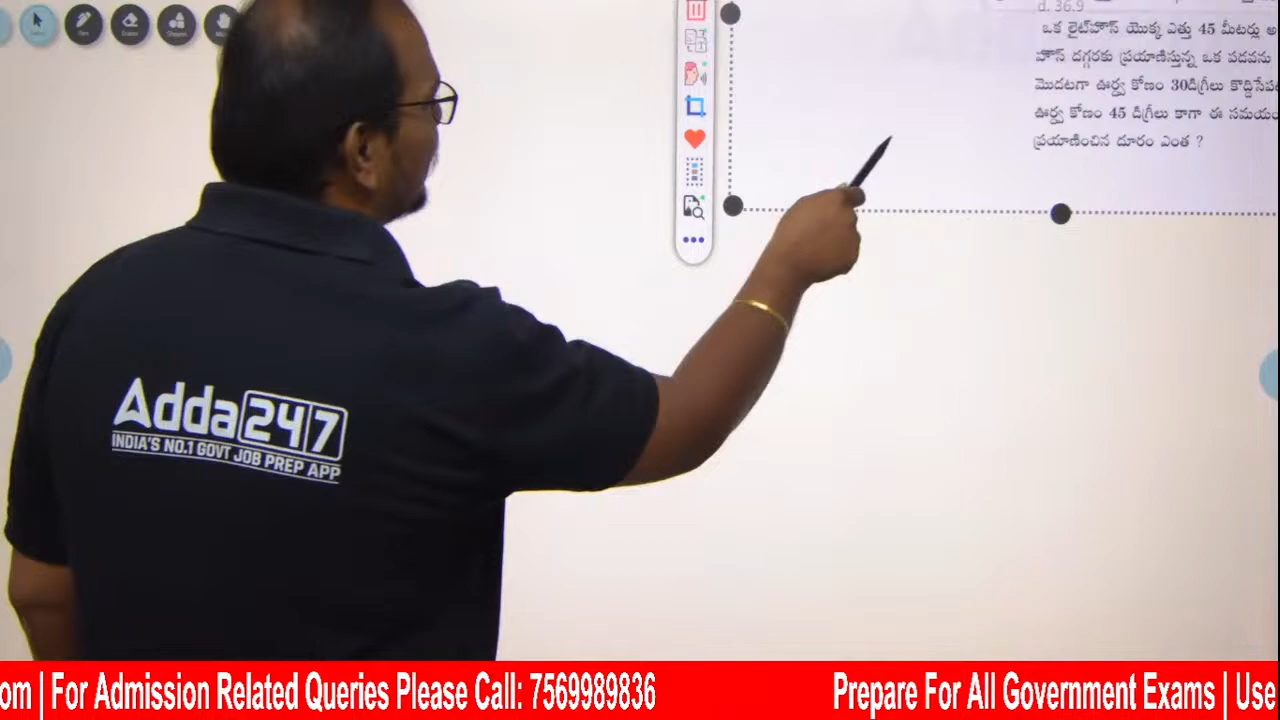 d. 36.9
ఒక లైట్‌హౌస్ యొక్క ఎత్తు 45 మీటర్లు
హౌస్ దగ్గరకు ప్రయాణిస్తున్న ఒక పడవను
మొదటగా ఊర్ధ్వ కోణం 30డిగ్రీలు
ఊర్ధ్వ కోణం 45 డిగ్రీలు కాగా ఈ
ప్రయాణించిన దూరం ఎంత ?
Adda247
INDIA'S NO.1 GOVT JOB PREP APP
om | For Admission Related Queries Please Call: 7569989836 Prepare For All Government Exams | Use